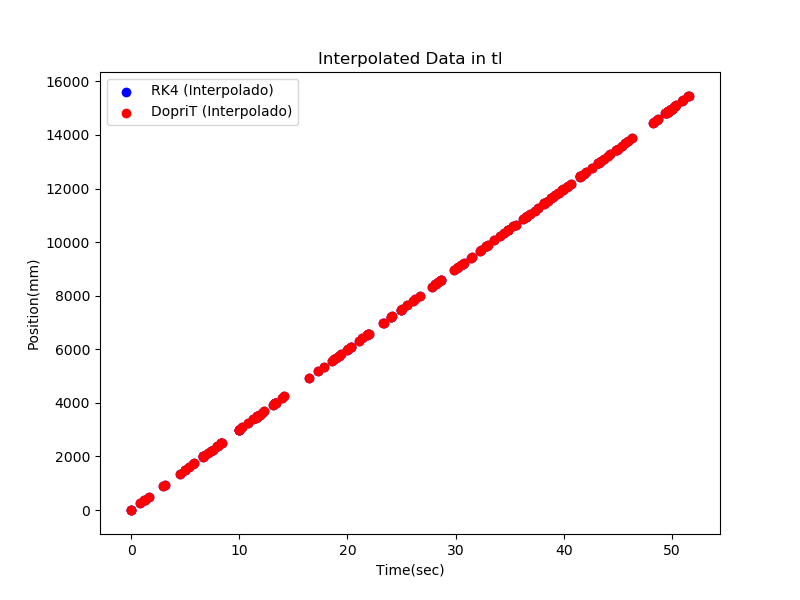 Interpolated Data in tl
RK4 (Interpolado)
DopriT (Interpolado)
16000
14000
12000
10000
8000
6000
4000
2000
0
Position(mm)
0 10 20 30 40 50
Time(sec)